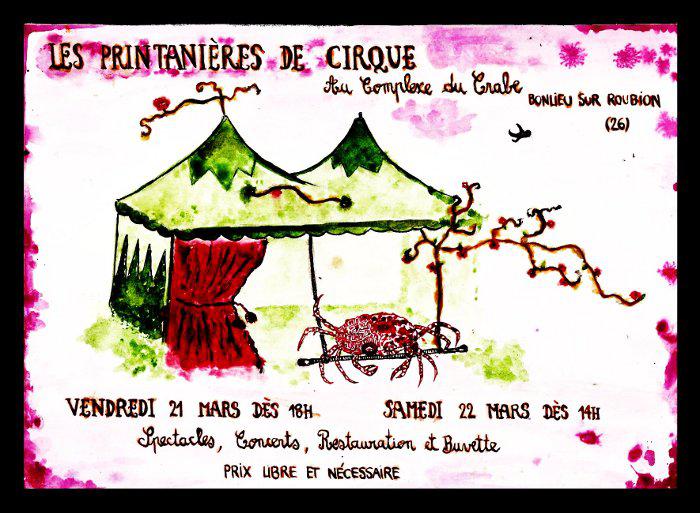 LES PRINTANIÈRES DE CIRQUE
Au Complexe du Crabe
BONLIEU SUR ROUBION
(26)
VENDREDI 21 MARS DÈS 18H
SAMEDI 22 MARS DÈS 14H
Spectacles, Concerts, Restauration et Buvette
PRIX LIBRE ET NÉCESSAIRE